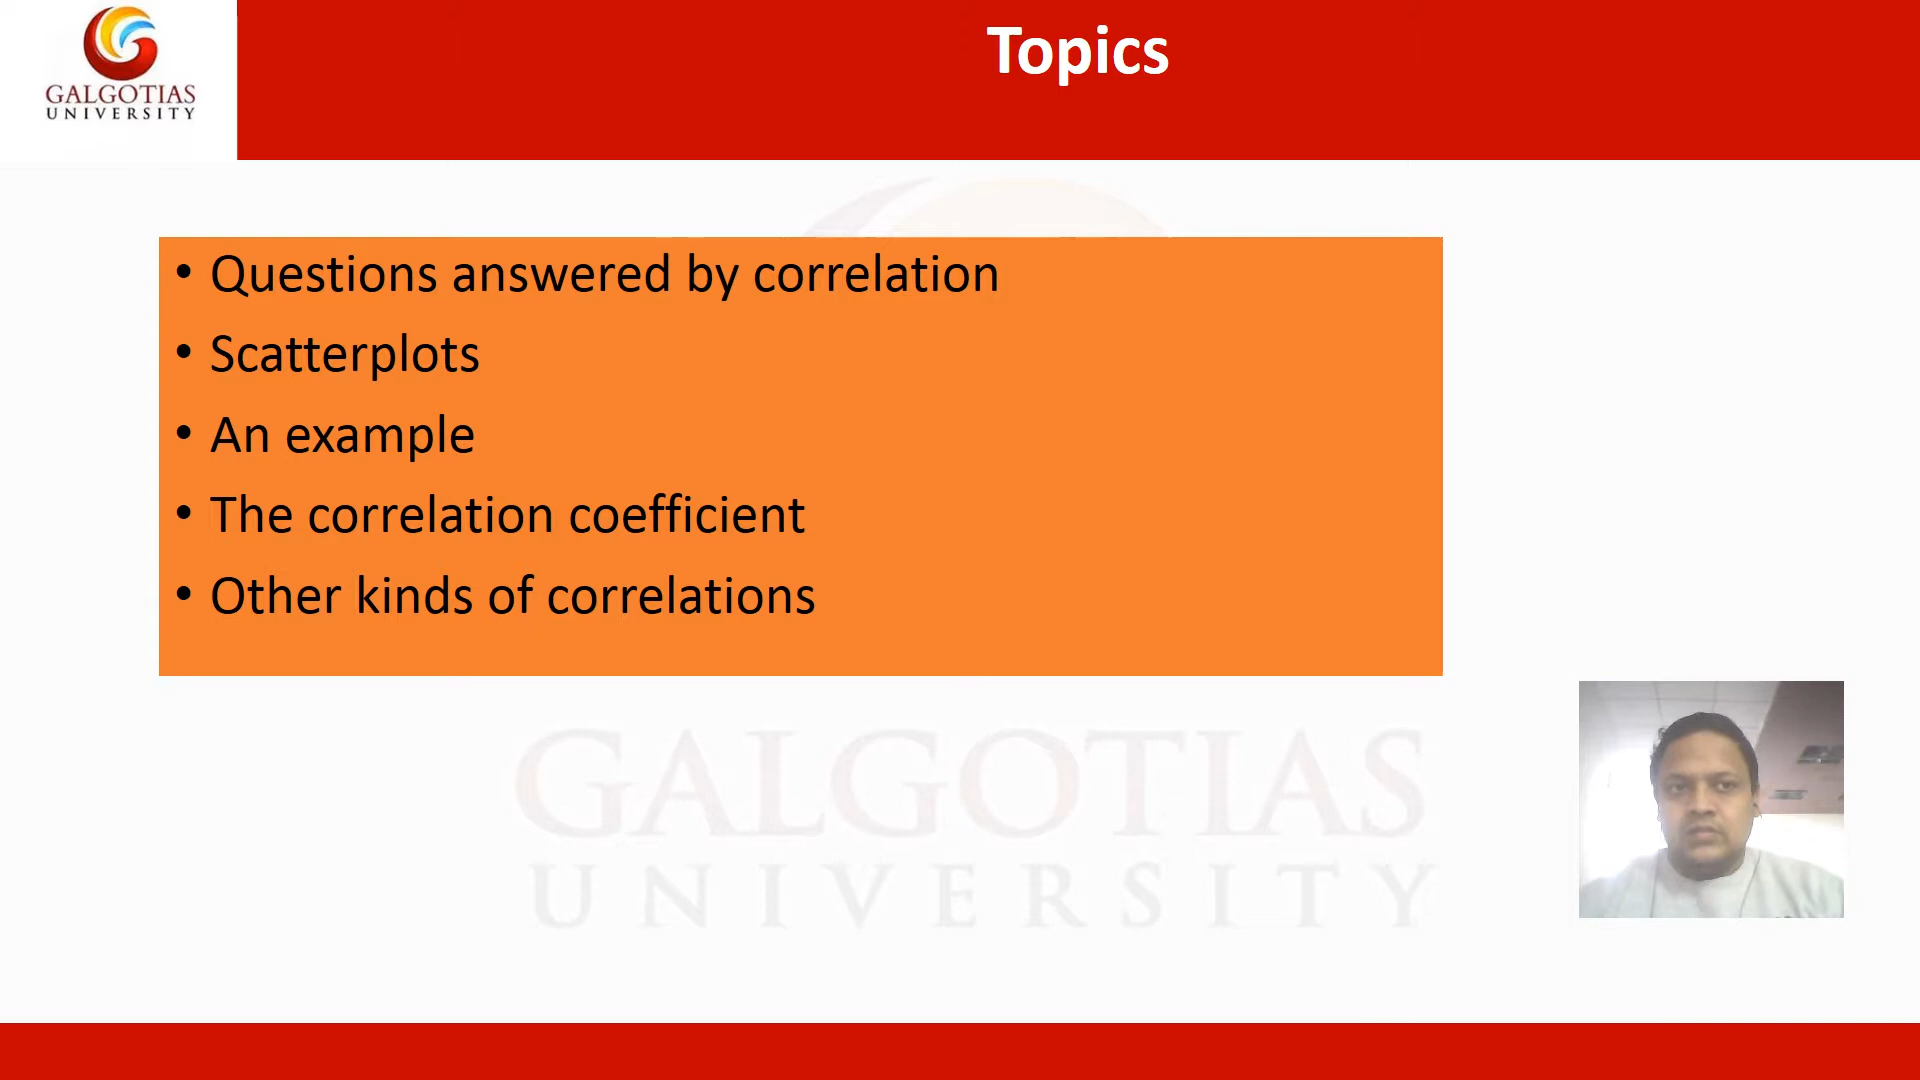 GALGOTIAS
UNIVERSITY
Topics
• Questions answered by correlation
• Scatterplots
• An example
• The correlation coefficient
• Other kinds of correlations
GALGOTIAS
UNIVERSITY